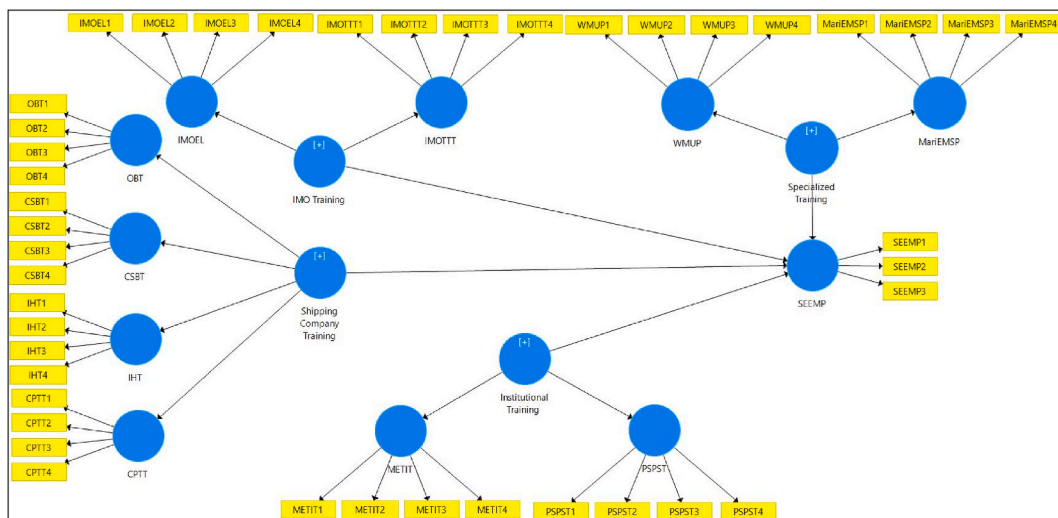 IMOEL1
IMOEL2
IMOEL3
IMOEL4
IMOTTT1
IMOTTT2
IMOTTT3
IMOTTT4
WMUP1
WMUP2
WMUP3
WMUP4
MariEMSP1
MariEMSP2
MariEMSP3
MariEMSP4
IMOEL
IMOTTT
WMUP
MariEMSP
[+]
IMO Training
[+]
Specialized
Training
OBT1
OBT2
OBT3
OBT4
OBT
CSBT1
CSBT2
CSBT3
CSBT4
CSBT
[+]
Shipping
Company
Training
SEEMP
SEEMP1
SEEMP2
SEEMP3
IHT1
IHT2
IHT3
IHT4
IHT
[+]
Institutional
Training
CPTT1
CPTT2
CPTT3
CPTT4
CPTT
METIT
PSPST
METIT1
METIT2
METIT3
METIT4
PSPST1
PSPST2
PSPST3
PSPST4